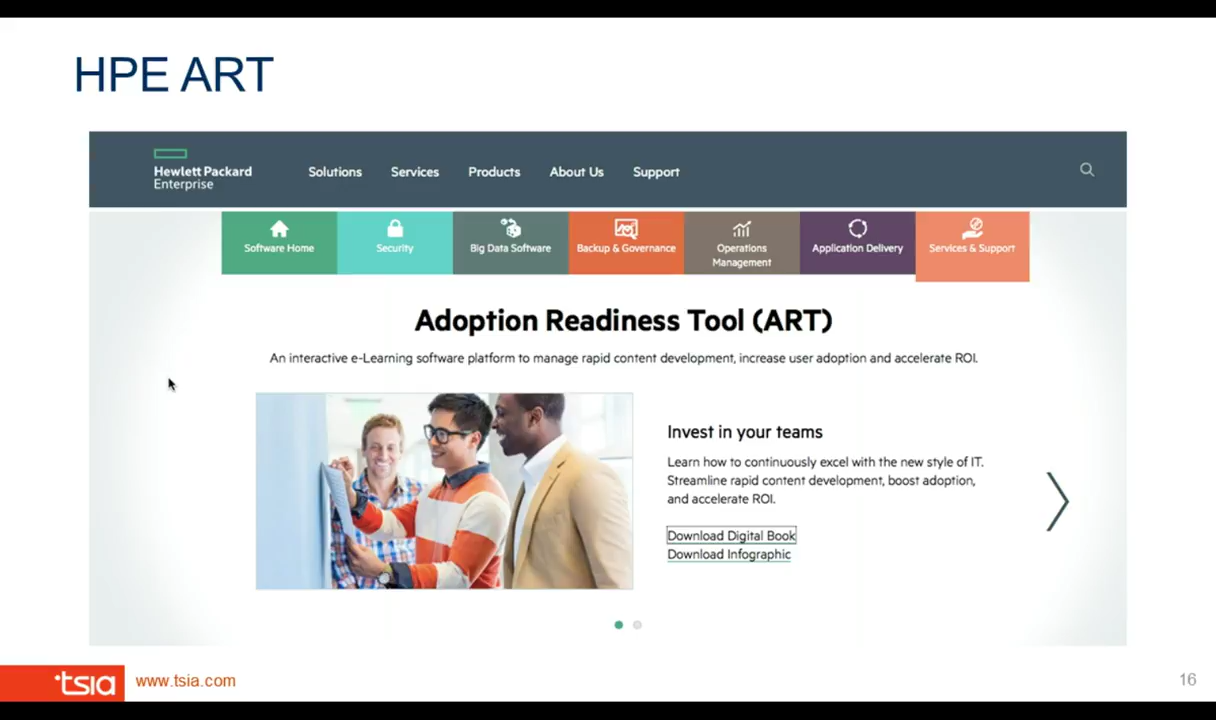 HPE ART
Hewlett Packard
Enterprise
Solutions
Services
Products
About Us
Support
Software Home
Security
Big Data Software
Backup & Governance
Operations
Management
Application Delivery
Services & Support
Adoption Readiness Tool (ART)
An interactive e-Learning software platform to manage rapid content development, increase user adoption and accelerate ROI.
Invest in your teams
Learn how to continuously excel with the new style of IT.
Streamline rapid content development, boost adoption,
and accelerate ROI.
Download Digital Book
Download Infographic
tsia
www.tsia.com
16